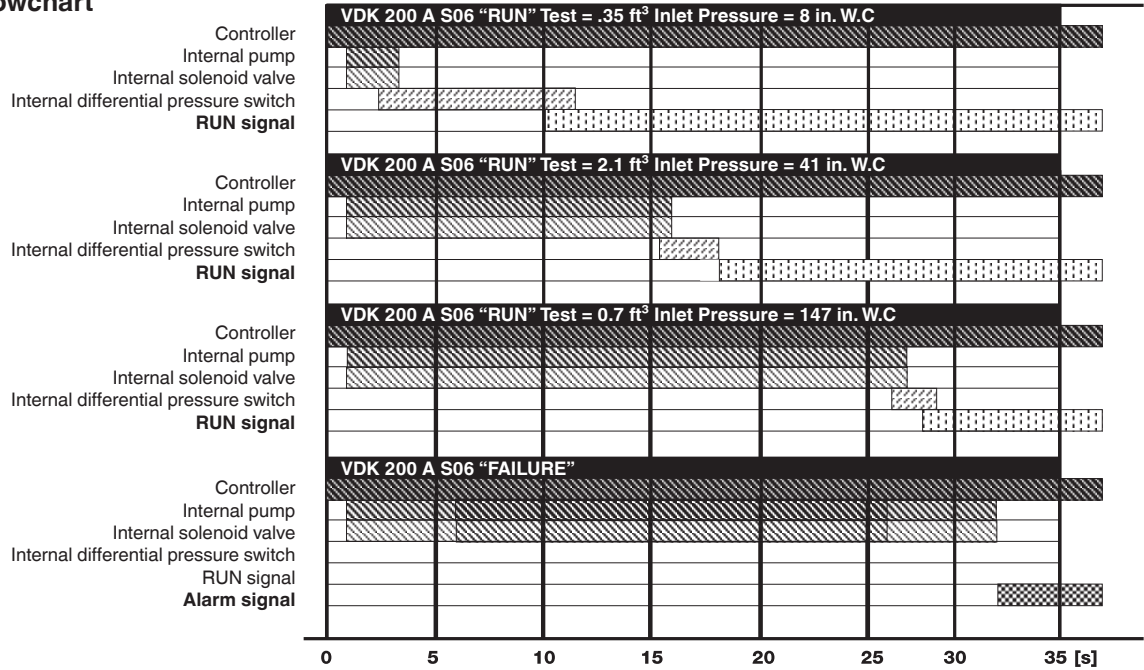 owchart
VDK 200 A S06 “RUN” Test = .35 ft³ Inlet Pressure = 8 in. W.C
Controller
Internal pump
Internal solenoid valve
Internal differential pressure switch
RUN signal
VDK 200 A S06 “RUN” Test = 2.1 ft³ Inlet Pressure = 41 in. W.C
Controller
Internal pump
Internal solenoid valve
Internal differential pressure switch
RUN signal
VDK 200 A S06 “RUN” Test = 0.7 ft³ Inlet Pressure = 147 in. W.C
Controller
Internal pump
Internal solenoid valve
Internal differential pressure switch
RUN signal
VDK 200 A S06 “FAILURE”
Controller
Internal pump
Internal solenoid valve
Internal differential pressure switch
RUN signal
Alarm signal
0 5 10 15 20 25 30 35 [s]